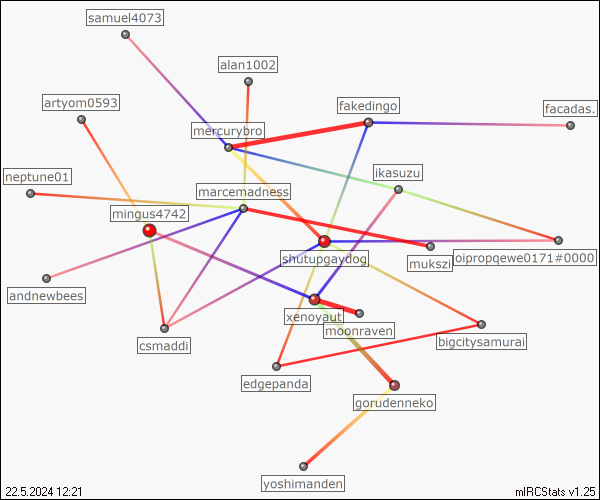 samuel4073
alan1002
artyom0593
fakedingo
facadas.
mercurybro
neptune01
ikasuzu
marcemadness
mingus4742
shutupgaydog
mukszi
oipropqewe0171#0000
andnewbees
xenoyaut
moonraven
csmaddi
bigcitysamurai
edgepanda
gorudenneko
yoshimanden
22.5.2024 12:21
mIRCStats v1.25